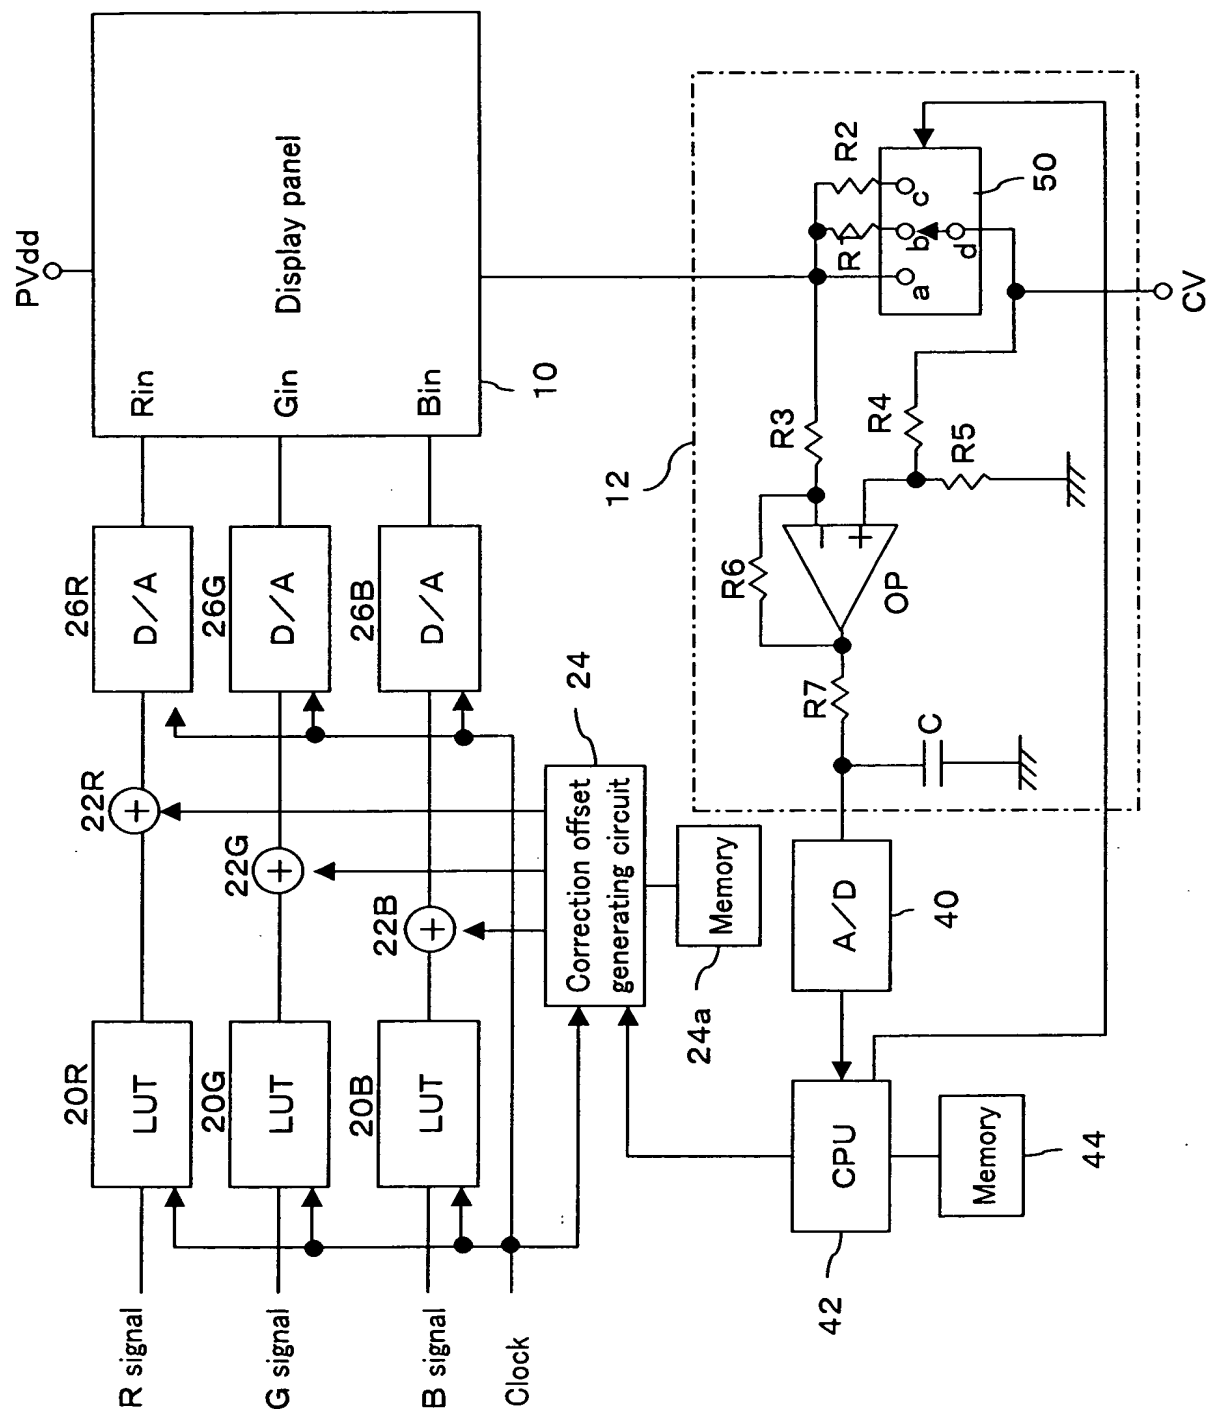 PVdd
Rin
Gin
Bin
Display panel
10
26R
D/A
26G
D/A
26B
D/A
22R
+
22G
+
22B
+
20R
LUT
20G
LUT
20B
LUT
R signal
G signal
B signal
Clock
24
Correction offset
generating circuit
Memory
24a
12
R2
R1
c
b
a
d
50
CV
R3
R4
R5
R6
−
+
OP
R7
C
A/D
40
CPU
42
Memory
44